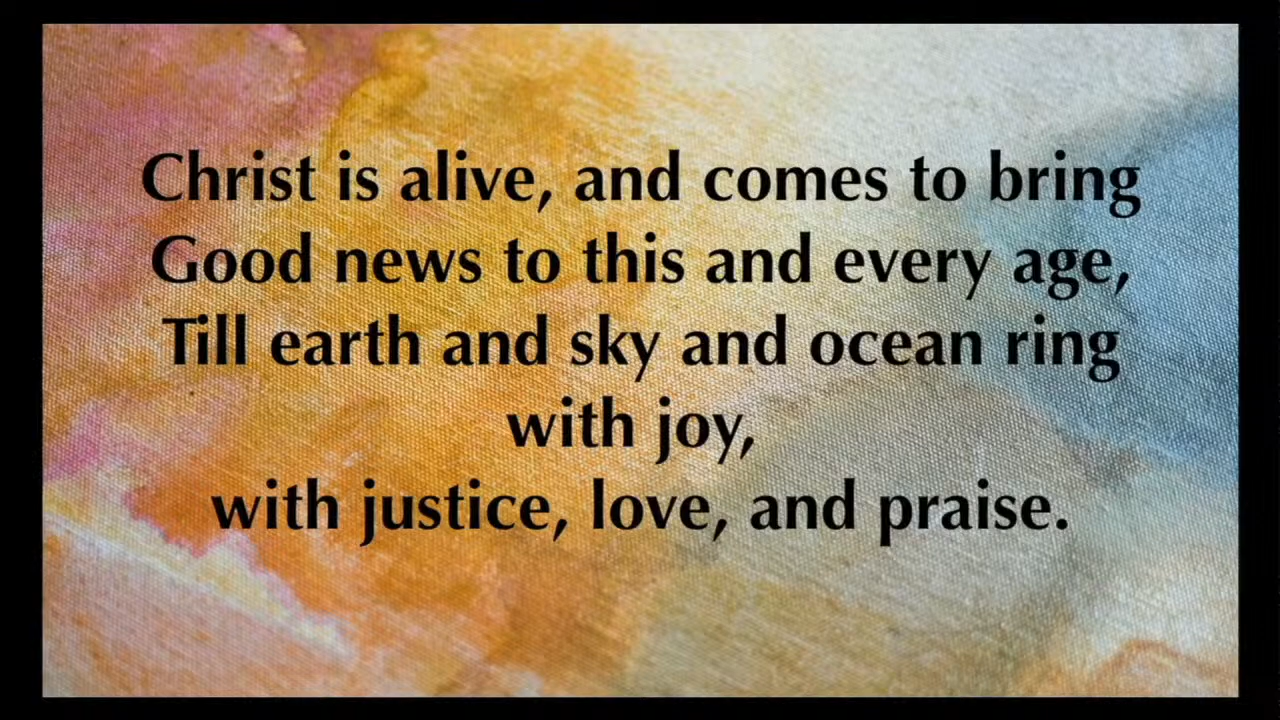 Christ is alive, and comes to bring
Good news to this and every age,
Till earth and sky and ocean ring
with joy,
with justice, love, and praise.